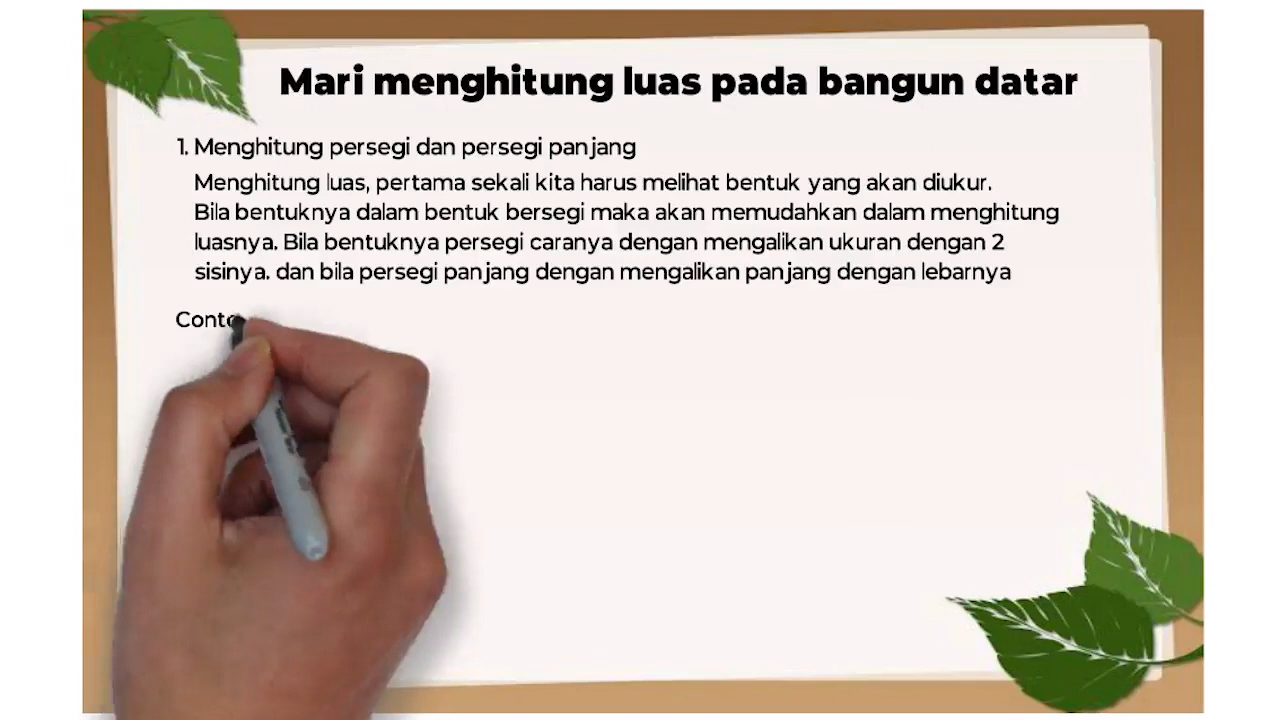 Mari menghitung luas pada bangun datar
1. Menghitung persegi dan persegi panjang
Menghitung luas, pertama sekali kita harus melihat bentuk yang akan diukur.
Bila bentuknya dalam bentuk bersegi maka akan memudahkan dalam menghitung
luasnya. Bila bentuknya persegi caranya dengan mengalikan ukuran dengan 2
sisinya. dan bila persegi panjang dengan mengalikan panjang dengan lebarnya
Conto